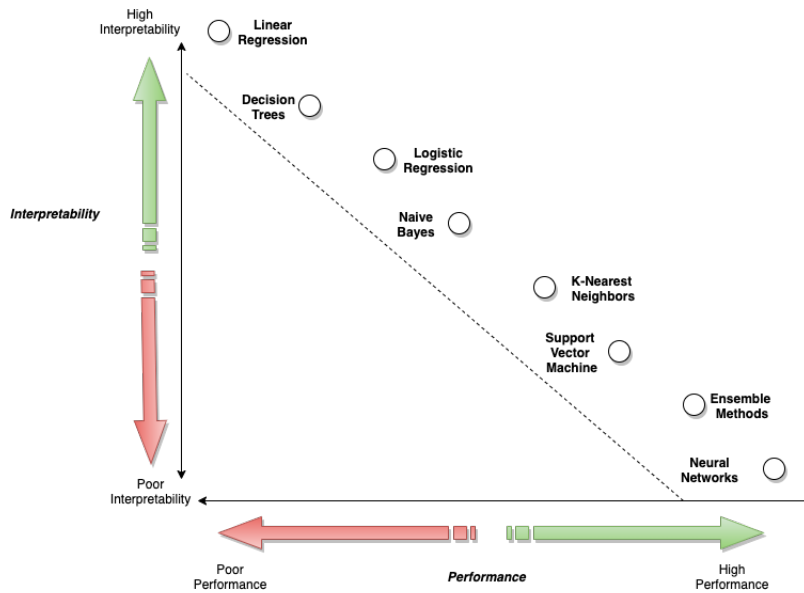 High
Interpretability
Linear
Regression
Decision
Trees
Logistic
Regression
Interpretability
Naive
Bayes
K-Nearest
Neighbors
Support
Vector
Machine
Ensemble
Methods
Neural
Networks
Poor
Interpretability
Poor
Performance
Performance
High
Performance